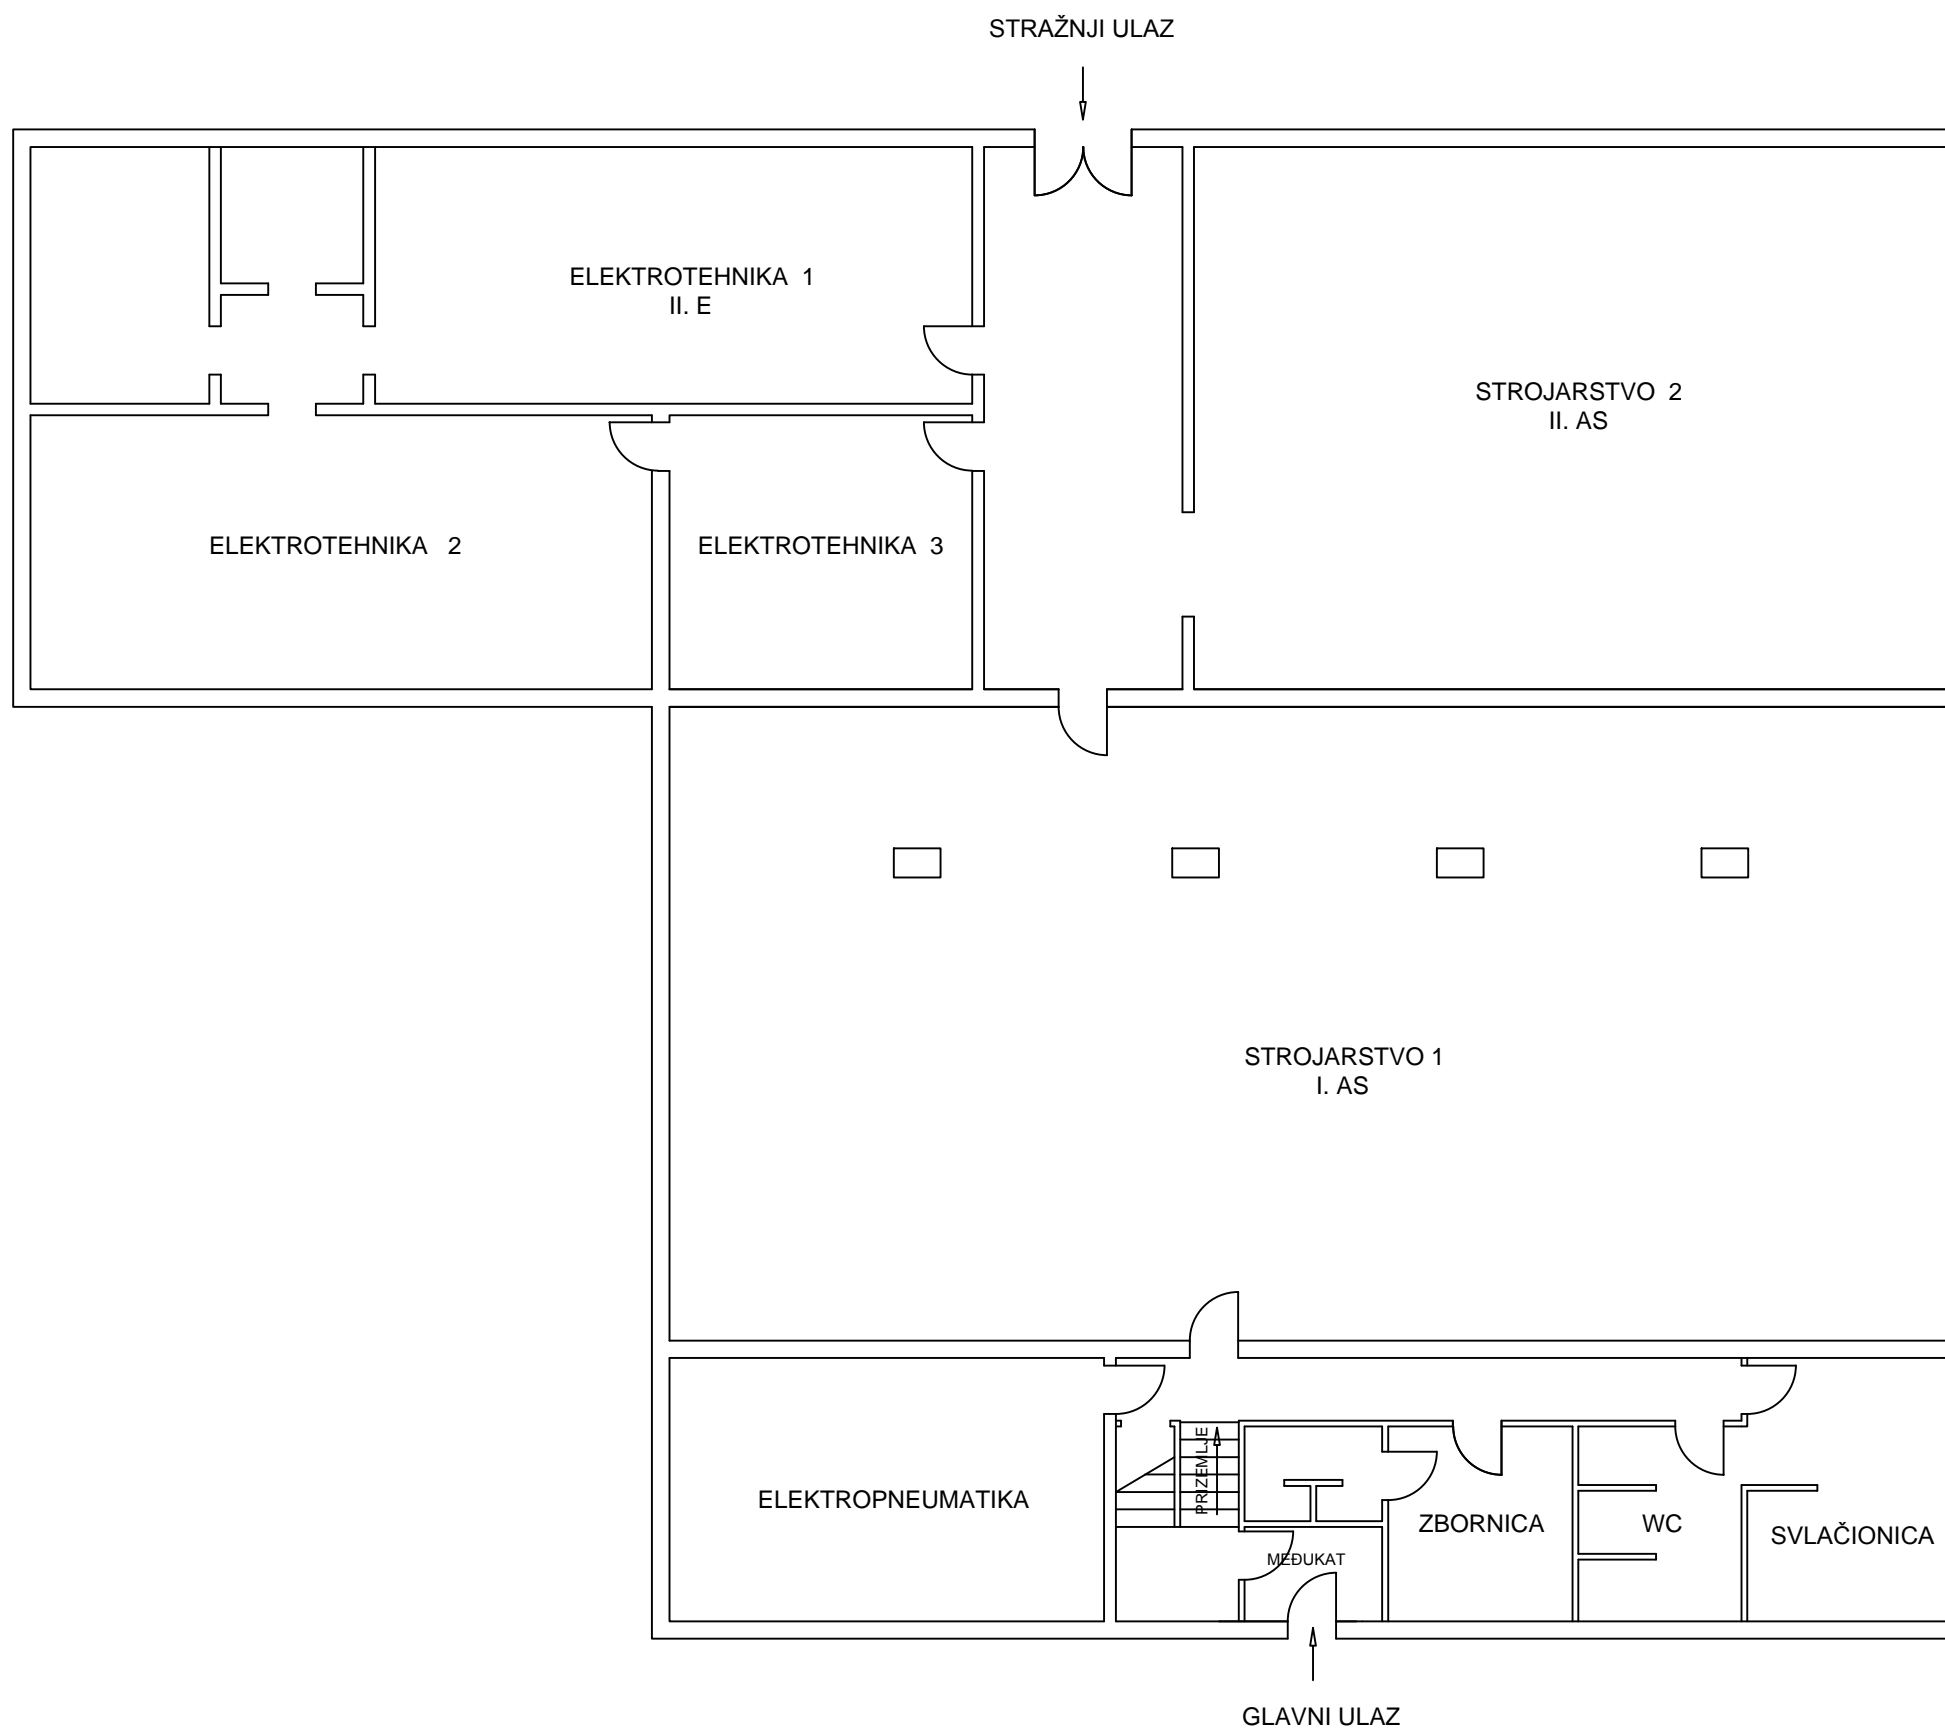 STRAŽNJI ULAZ
ELEKTROTEHNIKA 1
II. E
STROJARSTVO 2
II. AS
ELEKTROTEHNIKA 2
ELEKTROTEHNIKA 3
STROJARSTVO 1
I. AS
PRIZEMLJE
ELEKTROPNEUMATIKA
ZBORNICA
WC
SVLAČIONICA
MEĐUKAT
GLAVNI ULAZ